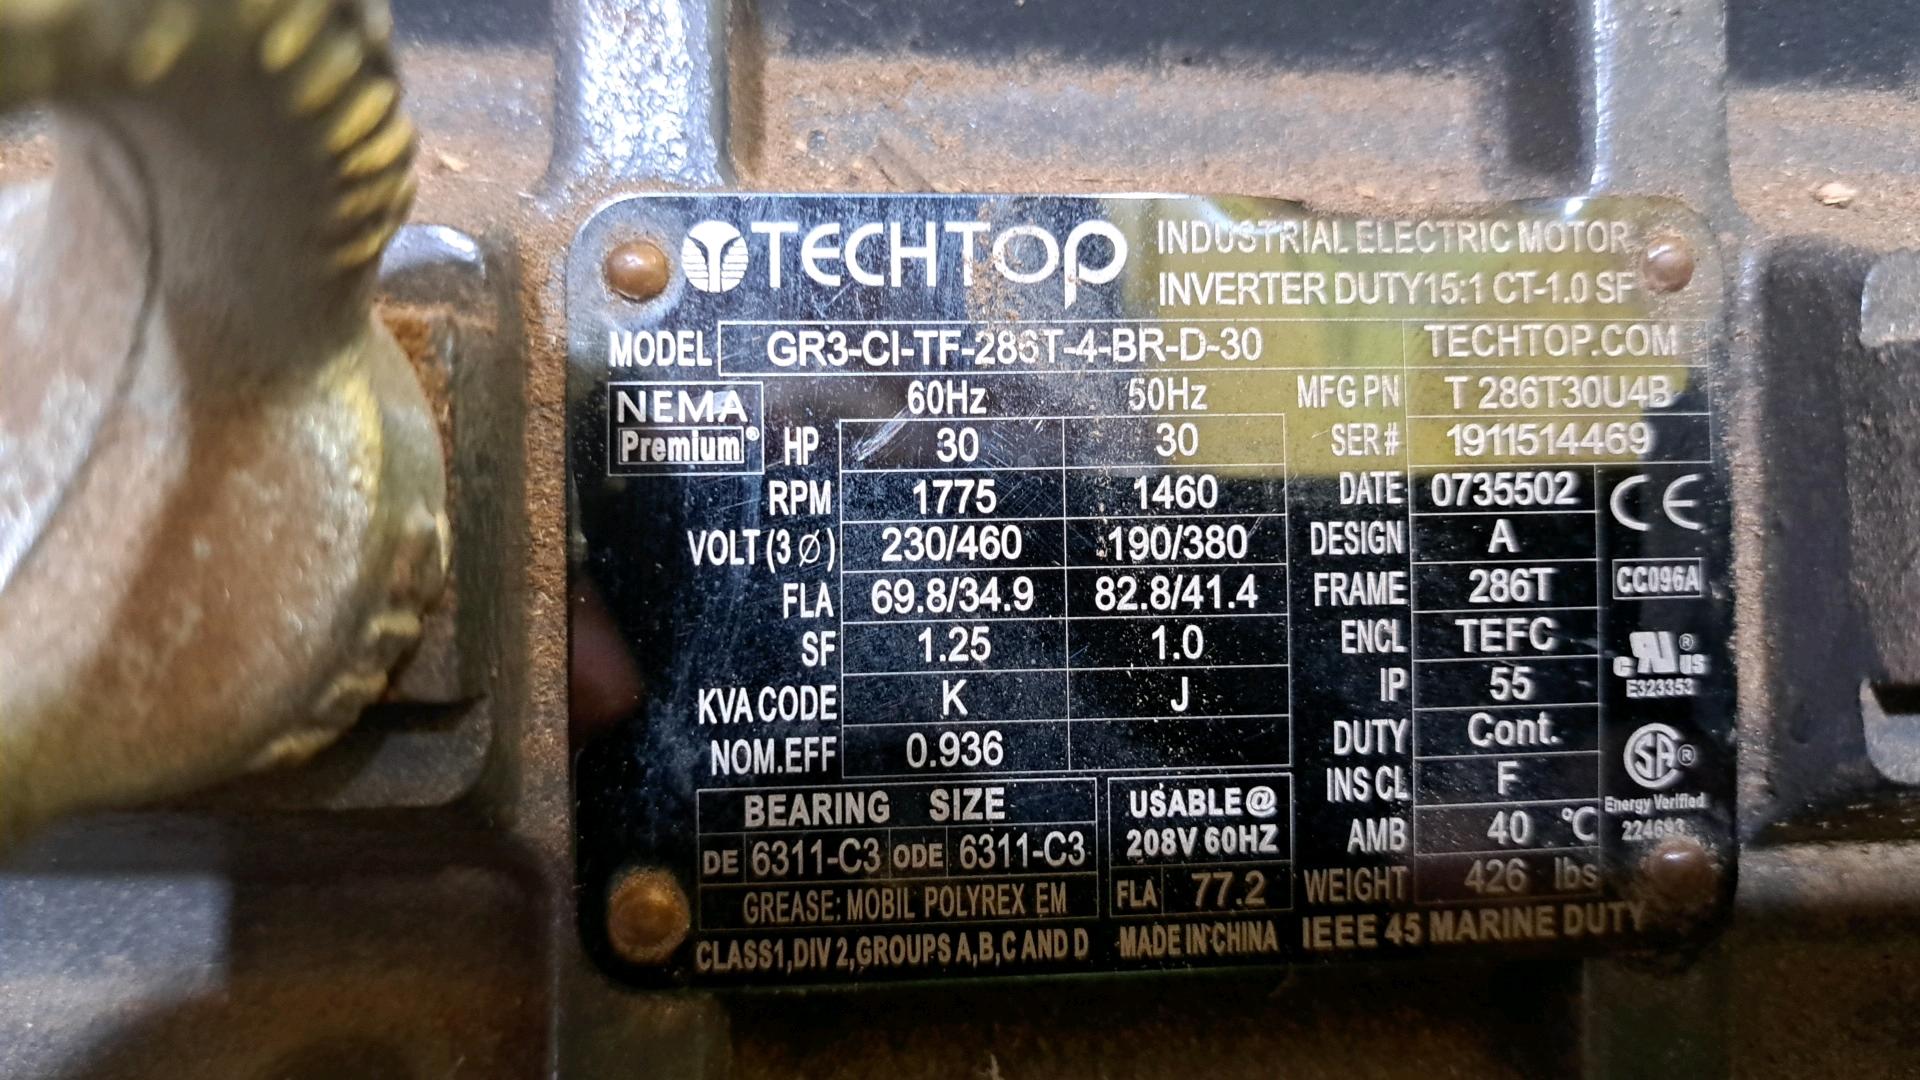 TECHTOP INDUSTRIAL ELECTRIC MOTOR
INVERTER DUTY15:1 CT-1.0 SF
MODEL GR3-CI-TF-286T-4-BR-D-30 TECHTOP.COM
NEMA Premium® 60Hz 50Hz MFG PN T 286T30U4B
HP 30 30 SER# 1911514469
RPM 1775 1460 DATE 0735502 CE
VOLT(3 Ø) 230/460 190/380 DESIGN A
FLA 69.8/34.9 82.8/41.4 FRAME 286T CC096A
SF 1.25 1.0 ENCL TEFC c UR® US
KVA CODE K J IP 55 E323353
NOM.EFF 0.936 DUTY Cont.
BEARING SIZE USABLE@ INS CL F SA®
DE 6311-C3 ODE 6311-C3 208V 60HZ AMB 40 °C Energy Verified
224693
GREASE: MOBIL POLYREX EM FLA 77.2 WEIGHT 426 lbs
CLASS1,DIV 2,GROUPS A,B,C AND D MADE IN CHINA IEEE 45 MARINE DUTY